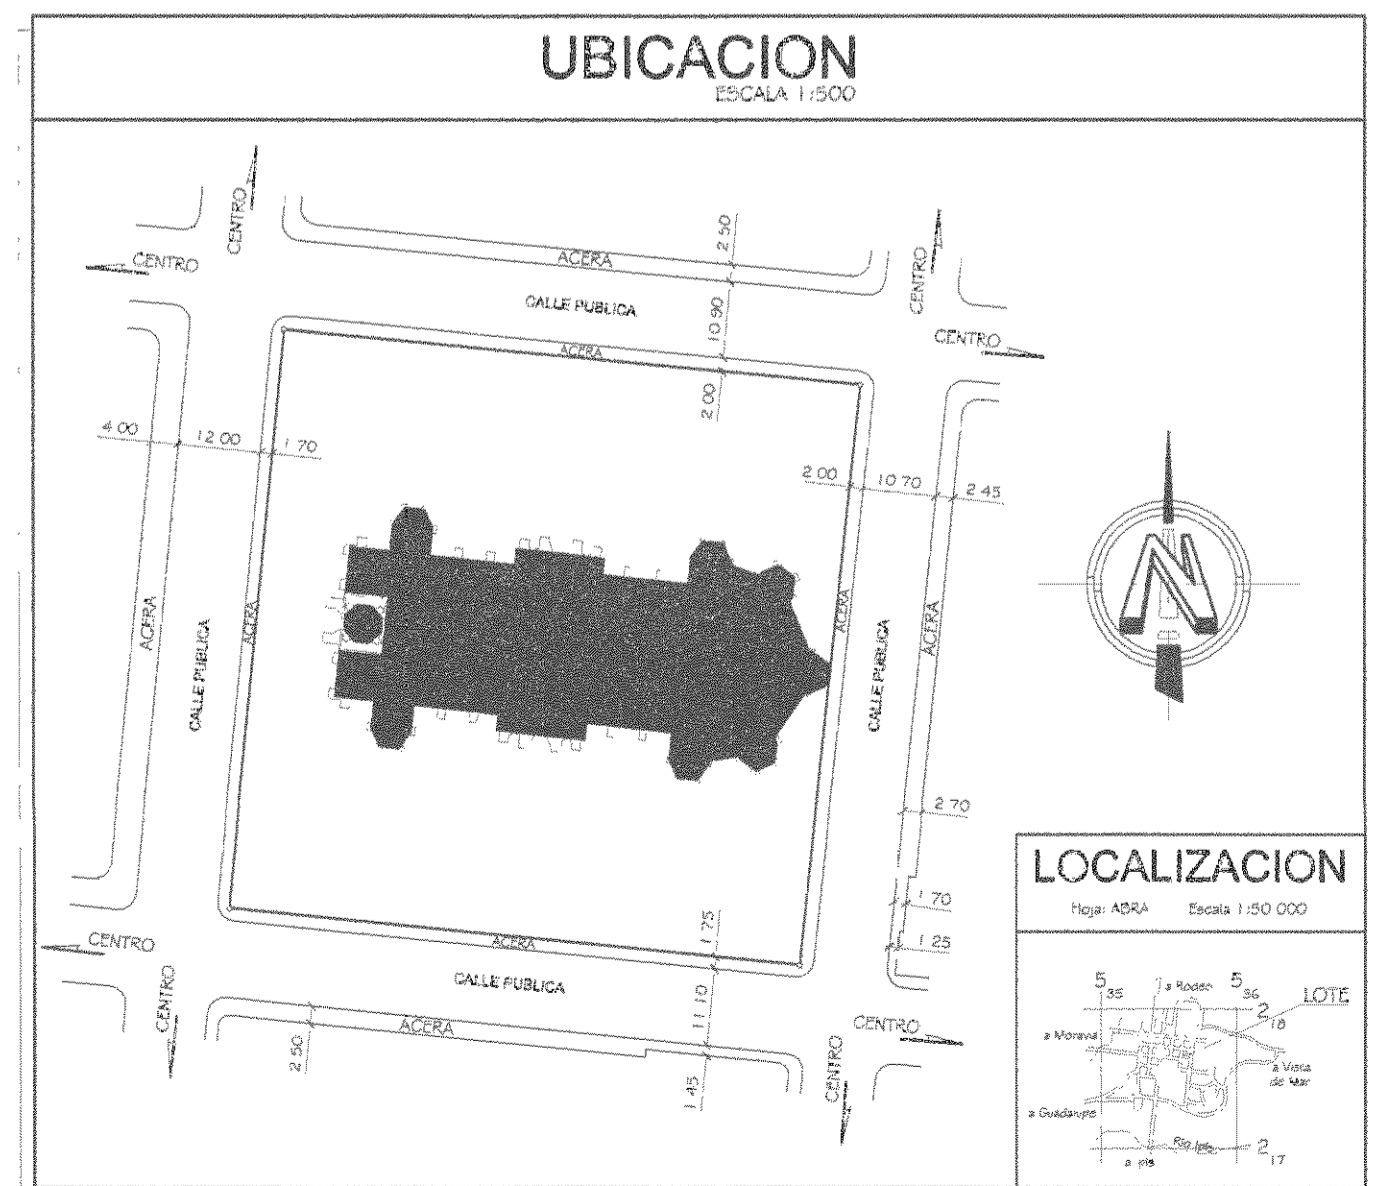 UBICACION
ESCALA 1:500
CENTRO
CENTRO
ACERA
2.50
CENTRO
CALLE PUBLICA
10.90
CENTRO
ACERA
2.00
4.00
12.00
1.70
2.00
10.70
2.45
ACERA
CALLE PUBLICA
ACERA
ACERA
CALLE PUBLICA
ACERA
N
2.70
1.70
1.25
CENTRO
CENTRO
ACERA
1.75
CALLE PUBLICA
11.10
ACERA
2.50
1.45
CENTRO
CENTRO
LOCALIZACION
Hoja: ABRA Escala 1:50 000
5 35
a Rodeo
5 36
LOTE
2 18
a Moravia
a Vista
de Mar
a Guadalupe
2 17